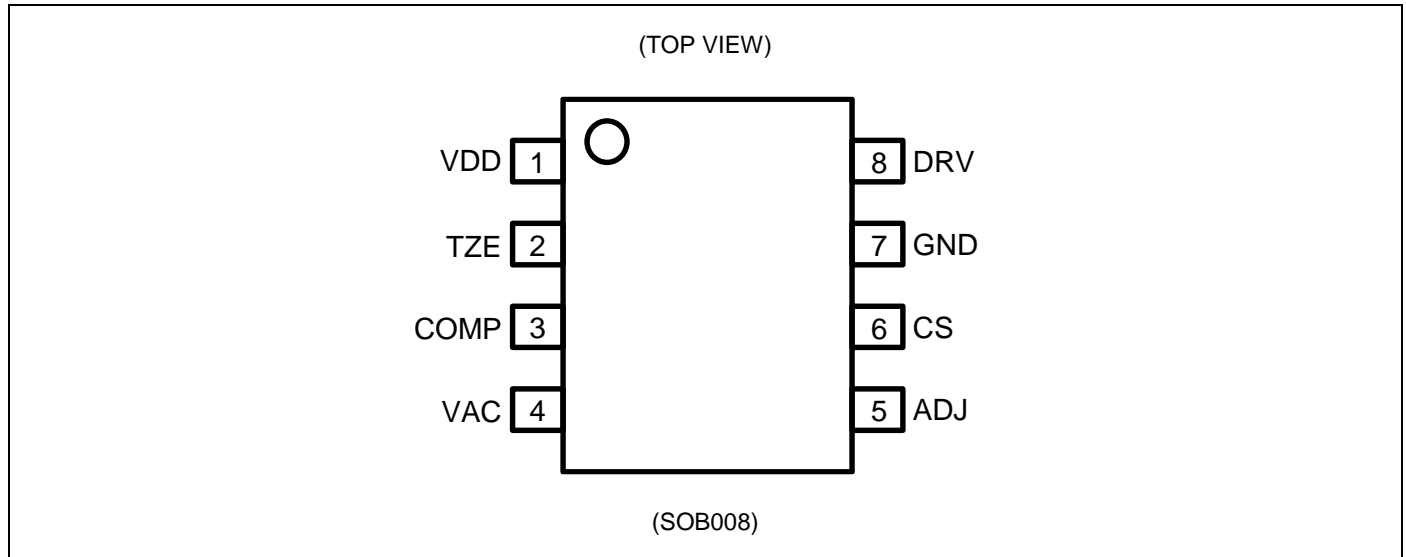 (TOP VIEW)
VDD 1 8 DRV
TZE 2 7 GND
COMP 3 6 CS
VAC 4 5 ADJ
(SOB008)